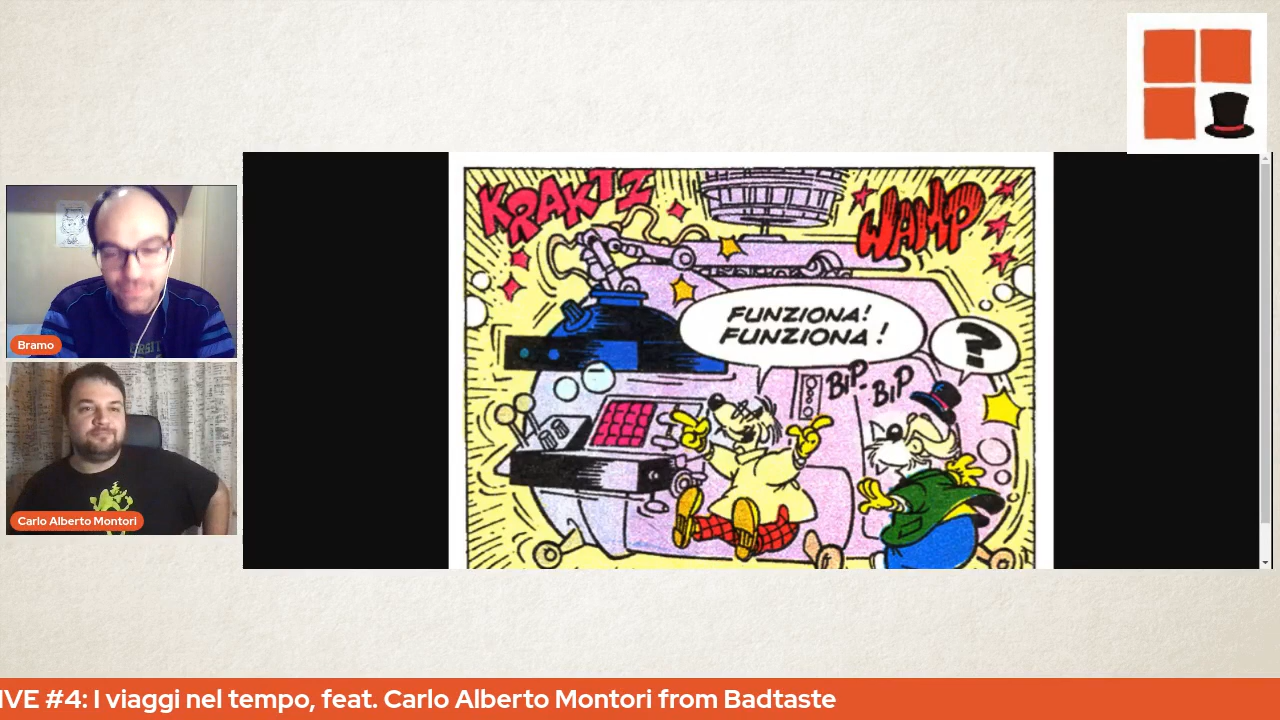 KRAKTZ
WAMP
FUNZIONA!
FUNZIONA!
?
BIP-
BIP
Bramo
Carlo Alberto Montori
IVE #4: I viaggi nel tempo, feat. Carlo Alberto Montori from Badtaste